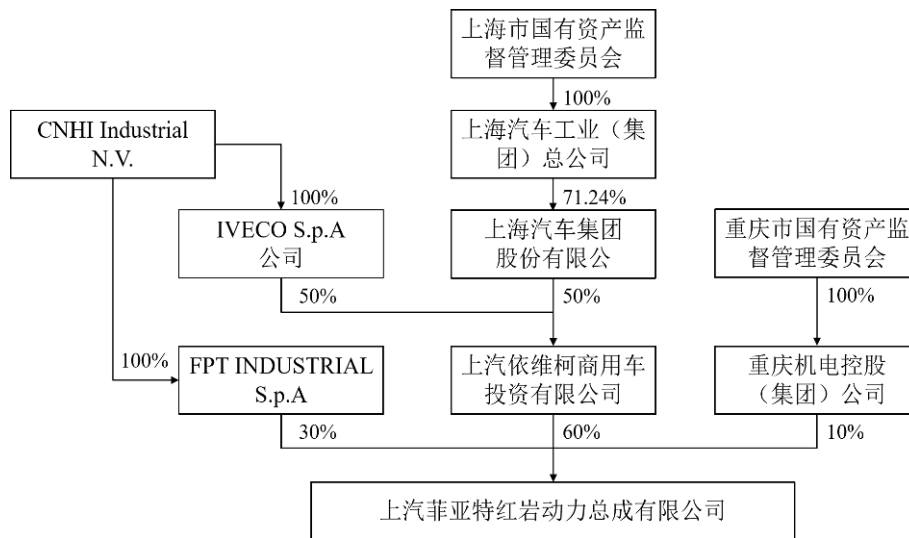 上海市国有资产监
督管理委员会
100%
CNHI Industrial
N.V.
上海汽车工业（集
团）总公司
100%
71.24%
IVECO S.p.A
公司
上海汽车集团
股份有限公
重庆市国有资产监
督管理委员会
50%
50%
100%
100%
FPT INDUSTRIAL
S.p.A
上汽依维柯商用车
投资有限公司
重庆机电控股
（集团）公司
30%
60%
10%
上汽菲亚特红岩动力总成有限公司